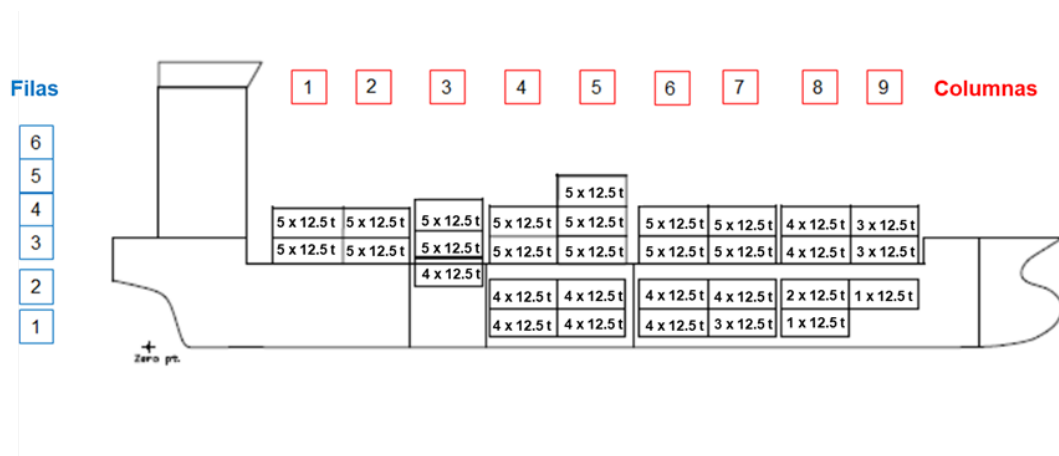 Filas
1 2 3 4 5 6 7 8 9
Columnas
6
5
5 x 12.5 t
4
5 x 12.5 t 5 x 12.5 t 5 x 12.5 t 5 x 12.5 t 5 x 12.5 t 5 x 12.5 t 5 x 12.5 t 4 x 12.5 t 3 x 12.5 t
3
5 x 12.5 t 5 x 12.5 t 5 x 12.5 t 5 x 12.5 t 5 x 12.5 t 5 x 12.5 t 5 x 12.5 t 4 x 12.5 t 3 x 12.5 t
4 x 12.5 t
2
4 x 12.5 t 4 x 12.5 t 4 x 12.5 t 4 x 12.5 t 2 x 12.5 t 1 x 12.5 t
1
4 x 12.5 t 4 x 12.5 t 4 x 12.5 t 3 x 12.5 t 1 x 12.5 t
Zero pt.